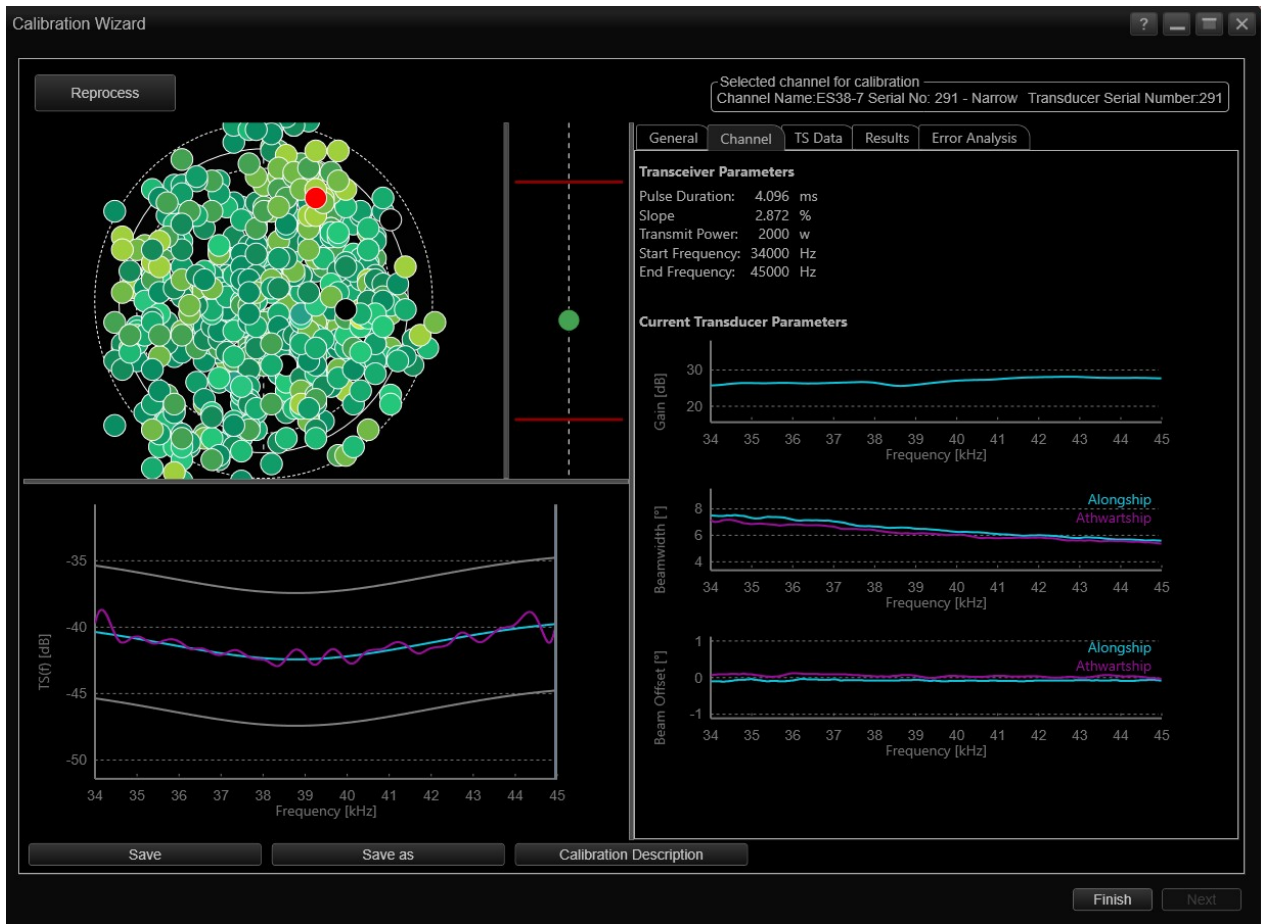 Calibration Wizard
?
Reprocess
Selected channel for calibration
Channel Name:ES38-7 Serial No: 291 - Narrow Transducer Serial Number:291
General Channel TS Data Results Error Analysis
Transceiver Parameters
Pulse Duration: 4.096 ms
Slope 2.872 %
Transmit Power: 2000 w
Start Frequency: 34000 Hz
End Frequency: 45000 Hz
Current Transducer Parameters
Gain [dB]
30
20
34 35 36 37 38 39 40 41 42 43 44 45
Frequency [kHz]
Beamwidth [°]
8
6
4
Alongship
Athwartship
34 35 36 37 38 39 40 41 42 43 44 45
Frequency [kHz]
Beam Offset [°]
1
0
-1
Alongship
Athwartship
34 35 36 37 38 39 40 41 42 43 44 45
Frequency [kHz]
TS(f) [dB]
-35
-40
-45
-50
34 35 36 37 38 39 40 41 42 43 44 45
Frequency [kHz]
Save Save as Calibration Description
Finish Next